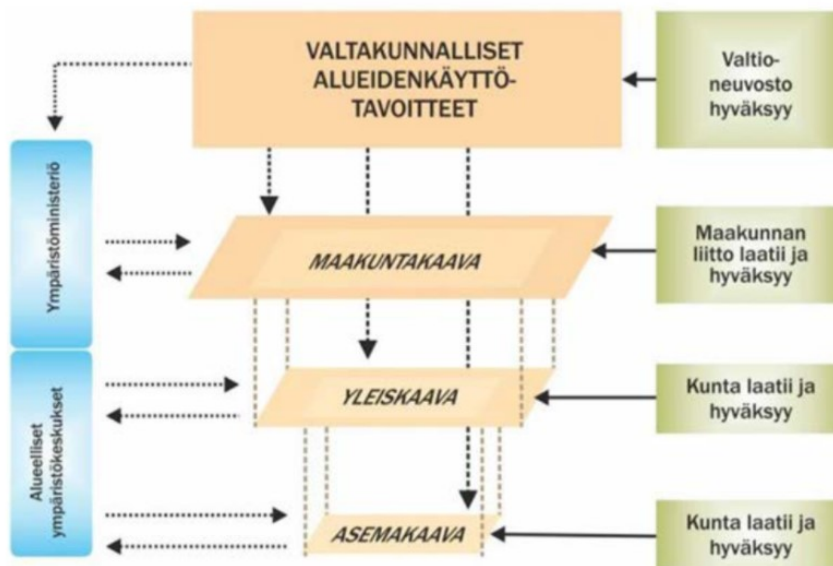 VALTAKUNNALLISET
ALUEIDENKÄYTTÖ-
TAVOITTEET
Valtio-
neuvosto
hyväksyy
Ympäristöministeriö
MAAKUNTAKAAVA
Maakunnan
liitto laatii ja
hyväksyy
Alueelliset
ympäristökeskukset
YLEISKAAVA
Kunta laatii ja
hyväksyy
ASEMAKAAVA
Kunta laatii ja
hyväksyy